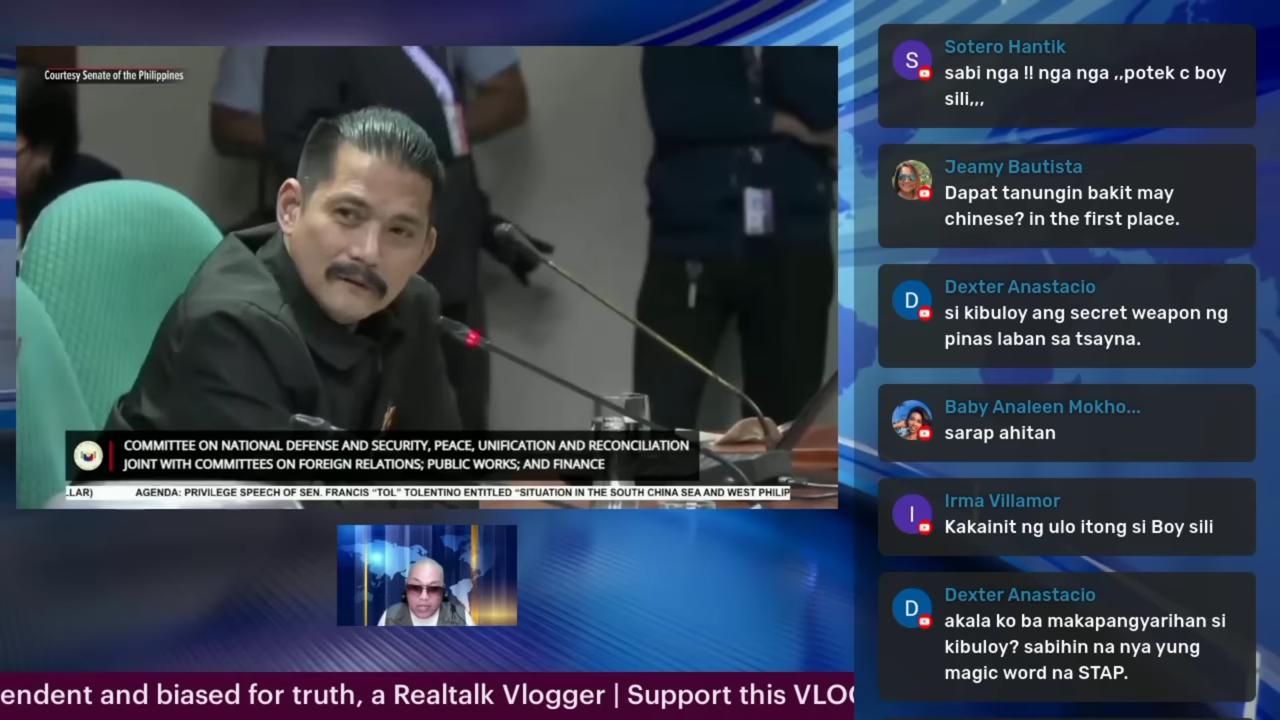 Courtesy Senate of the Philippines
COMMITTEE ON NATIONAL DEFENSE AND SECURITY, PEACE, UNIFICATION AND RECONCILIATION
JOINT WITH COMMITTEES ON FOREIGN RELATIONS; PUBLIC WORKS; AND FINANCE
LAR) AGENDA: PRIVILEGE SPEECH OF SEN. FRANCIS "TOL" TOLENTINO ENTITLED "SITUATION IN THE SOUTH CHINA SEA AND WEST PHILIP
endent and biased for truth, a Realtalk Vlogger | Support this VLO
S
Sotero Hantik
sabi nga !! nga nga ,,potek c boy
sili,,,
Jeamy Bautista
Dapat tanungin bakit may
chinese? in the first place.
D
Dexter Anastacio
si kibuloy ang secret weapon ng
pinas laban sa tsayna.
Baby Analeen Mokho...
sarap ahitan
I
Irma Villamor
Kakainit ng ulo itong si Boy sili
D
Dexter Anastacio
akala ko ba makapangyarihan si
kibuloy? sabihin na nya yung
magic word na STAP.